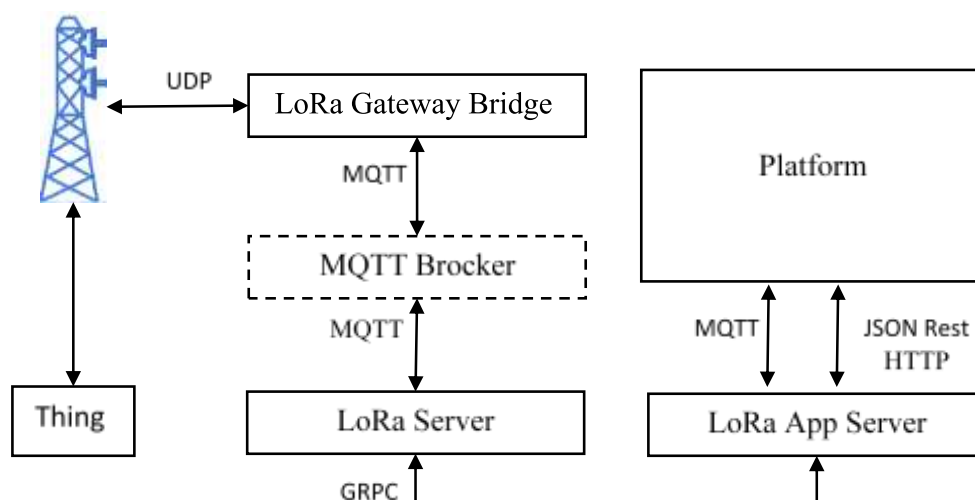 UDP
LoRa Gateway Bridge
MQTT
Platform
MQTT Brocker
MQTT
MQTT
JSON Rest
HTTP
Thing
LoRa Server
LoRa App Server
GRPC